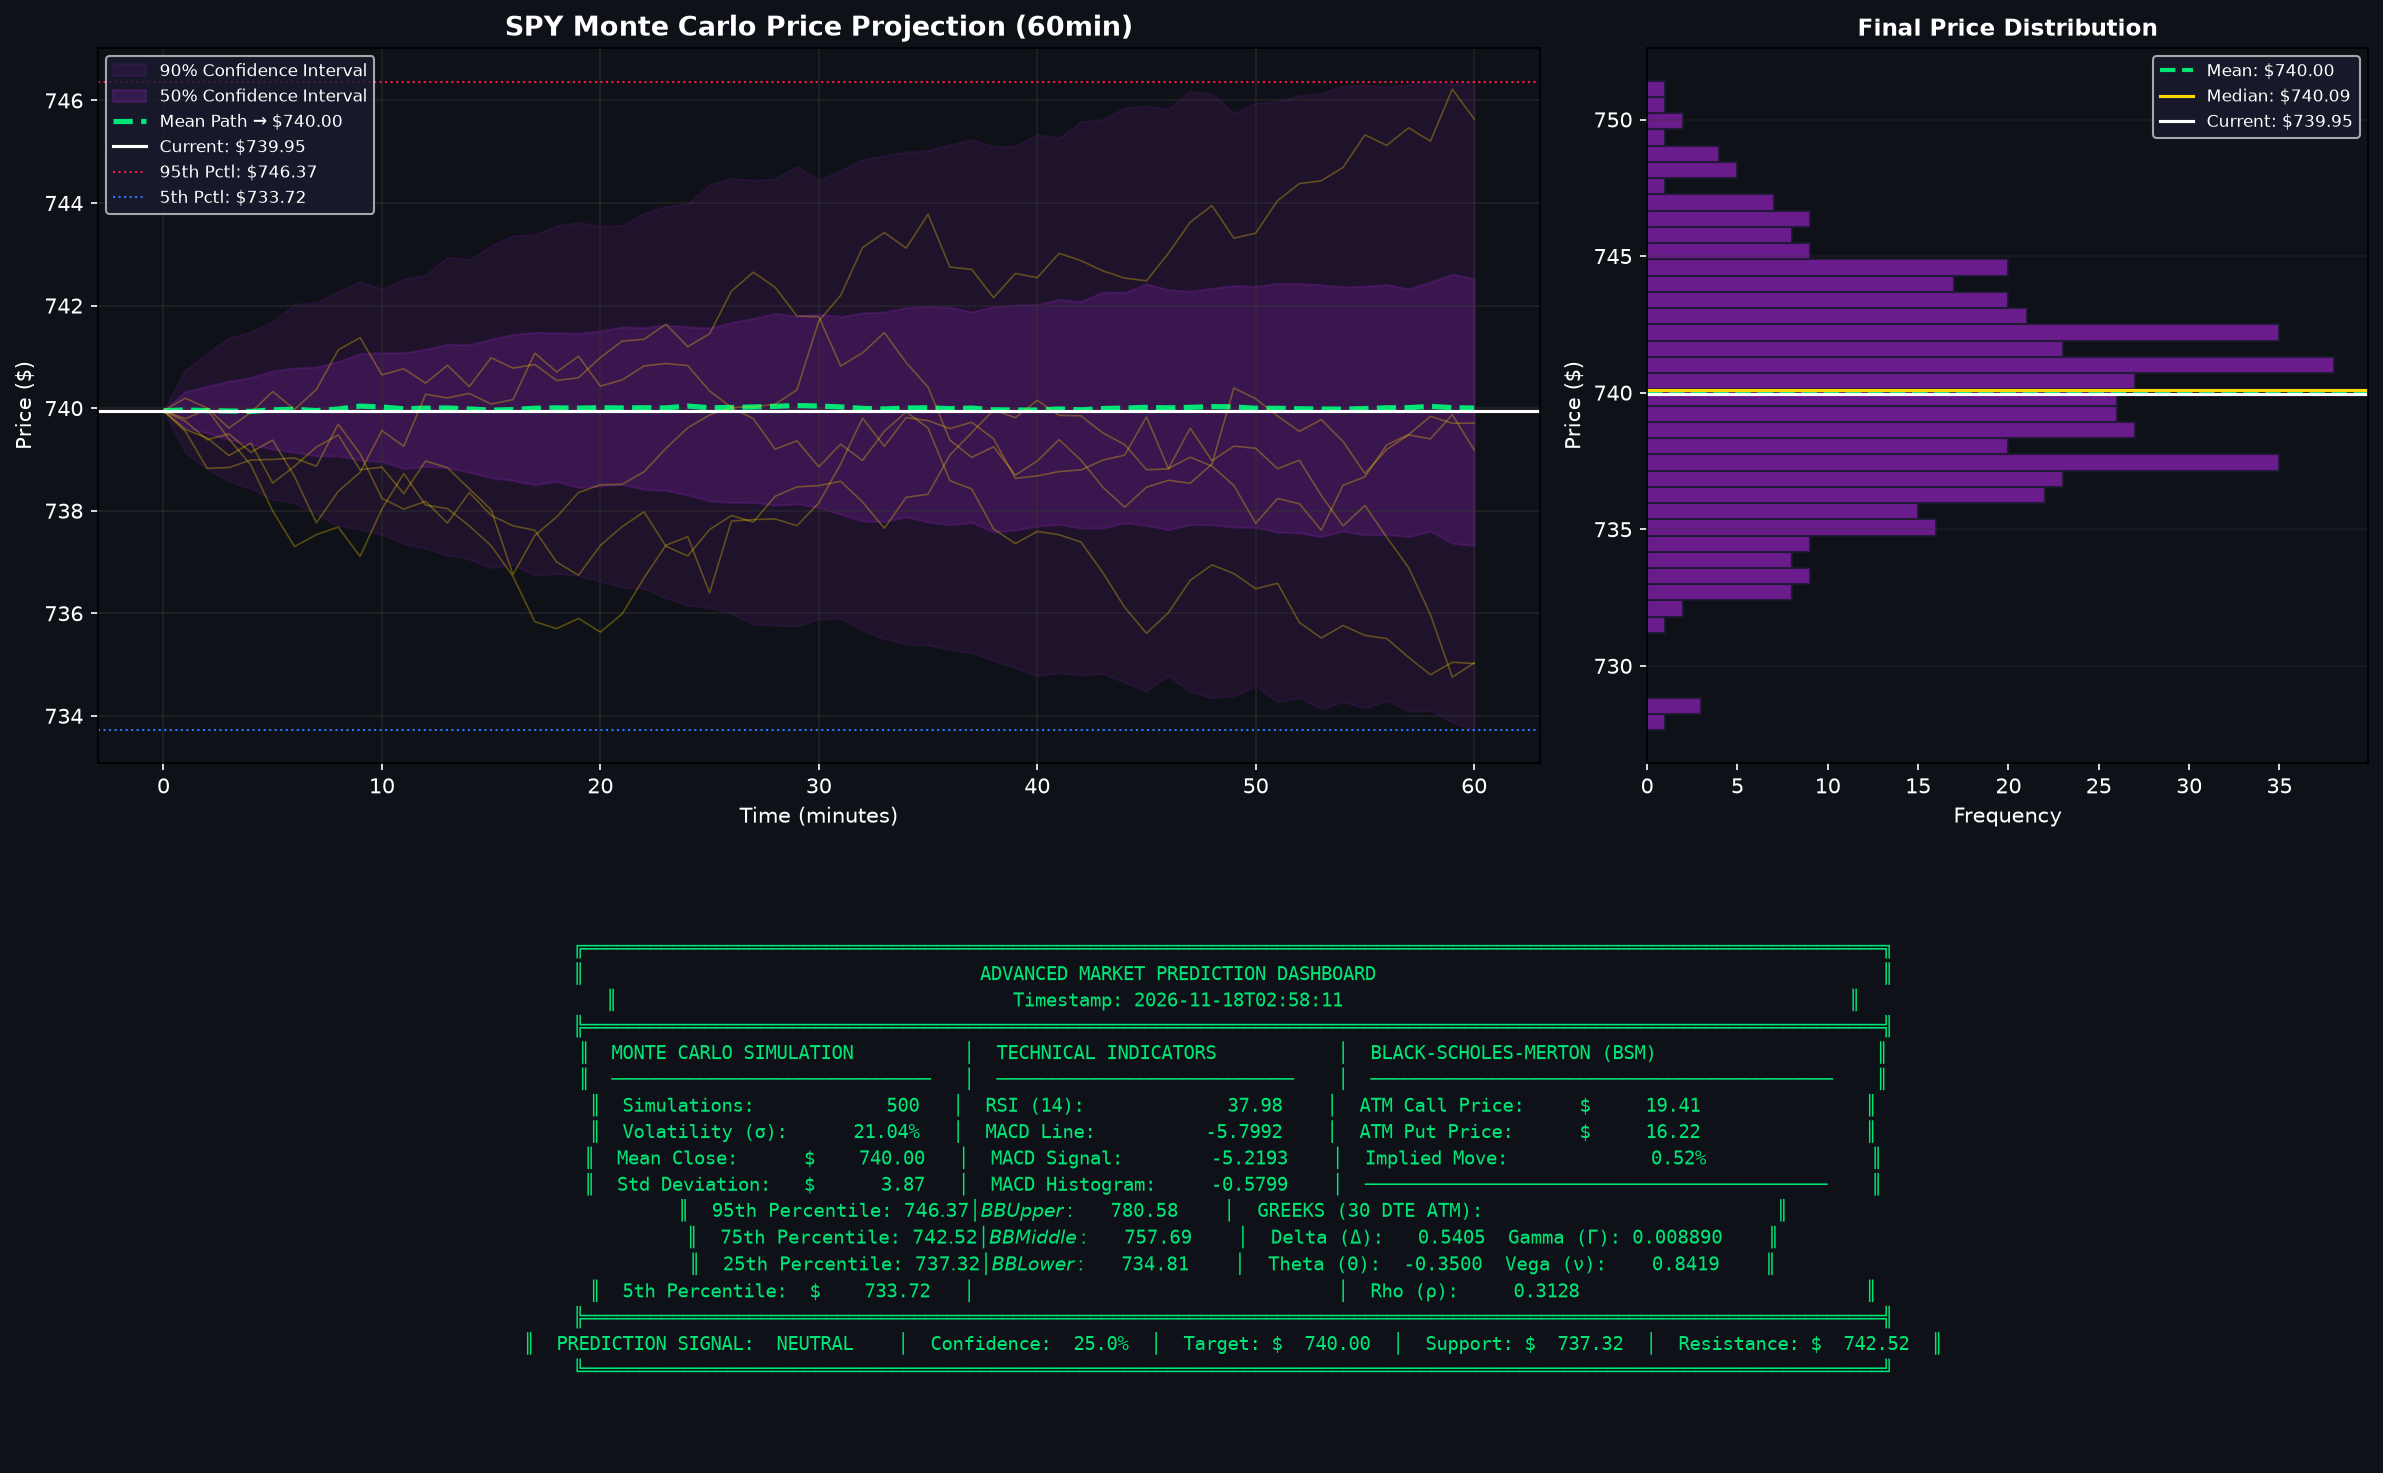 SPY Monte Carlo Price Projection (60min)
90% Confidence Interval
50% Confidence Interval
Mean Path → $740.00
Current: $739.95
95th Pctl: $746.37
5th Pctl: $733.72
Price ($)
746
744
742
740
738
736
734
0 10 20 30 40 50 60
Time (minutes)
Final Price Distribution
Mean: $740.00
Median: $740.09
Current: $739.95
Price ($)
750
745
740
735
730
0 5 10 15 20 25 30 35
Frequency
ADVANCED MARKET PREDICTION DASHBOARD
Timestamp: 2026-11-18T02:58:11
MONTE CARLO SIMULATION │ TECHNICAL INDICATORS │ BLACK-SCHOLES-MERTON (BSM)
Simulations: 500 │ RSI (14): 37.98 │ ATM Call Price: $ 19.41
Volatility (σ): 21.04% │ MACD Line: -5.7992 │ ATM Put Price: $ 16.22
Mean Close: $ 740.00 │ MACD Signal: -5.2193 │ Implied Move: 0.52%
Std Deviation: $ 3.87 │ MACD Histogram: -0.5799 │
95th Percentile: 746.37│BBUpper: 780.58 │ GREEKS (30 DTE ATM):
75th Percentile: 742.52│BBMiddle: 757.69 │ Delta (Δ): 0.5405 Gamma (Γ): 0.008890
25th Percentile: 737.32│BBLower: 734.81 │ Theta (Θ): -0.3500 Vega (ν): 0.8419
5th Percentile: $ 733.72 │ │ Rho (ρ): 0.3128
PREDICTION SIGNAL: NEUTRAL │ Confidence: 25.0% │ Target: $ 740.00 │ Support: $ 737.32 │ Resistance: $ 742.52